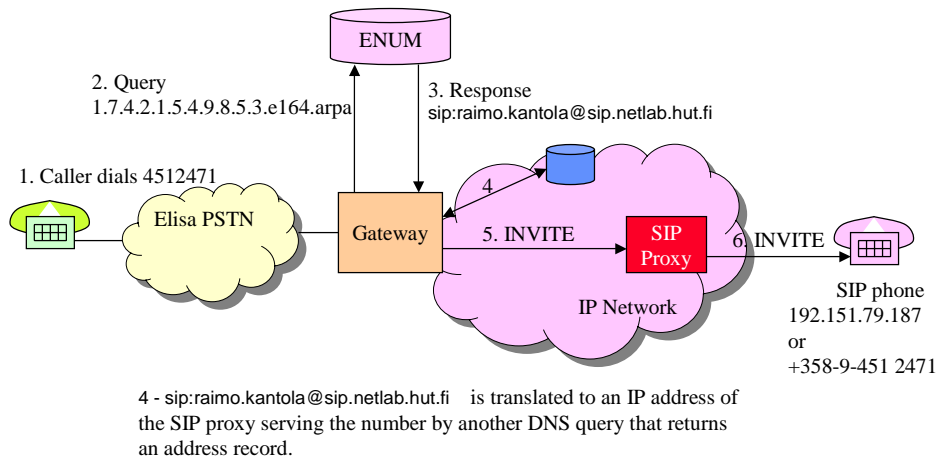 ENUM
2. Query
1.7.4.2.1.5.4.9.8.5.3.e164.arpa
3. Response
sip:raimo.kantola@sip.netlab.hut.fi
1. Caller dials 4512471
Elisa PSTN
Gateway
4
5. INVITE
SIP
Proxy
6. INVITE
IP Network
SIP phone
192.151.79.187
or
+358-9-451 2471
4 - sip:raimo.kantola@sip.netlab.hut.fi is translated to an IP address of
the SIP proxy serving the number by another DNS query that returns
an address record.